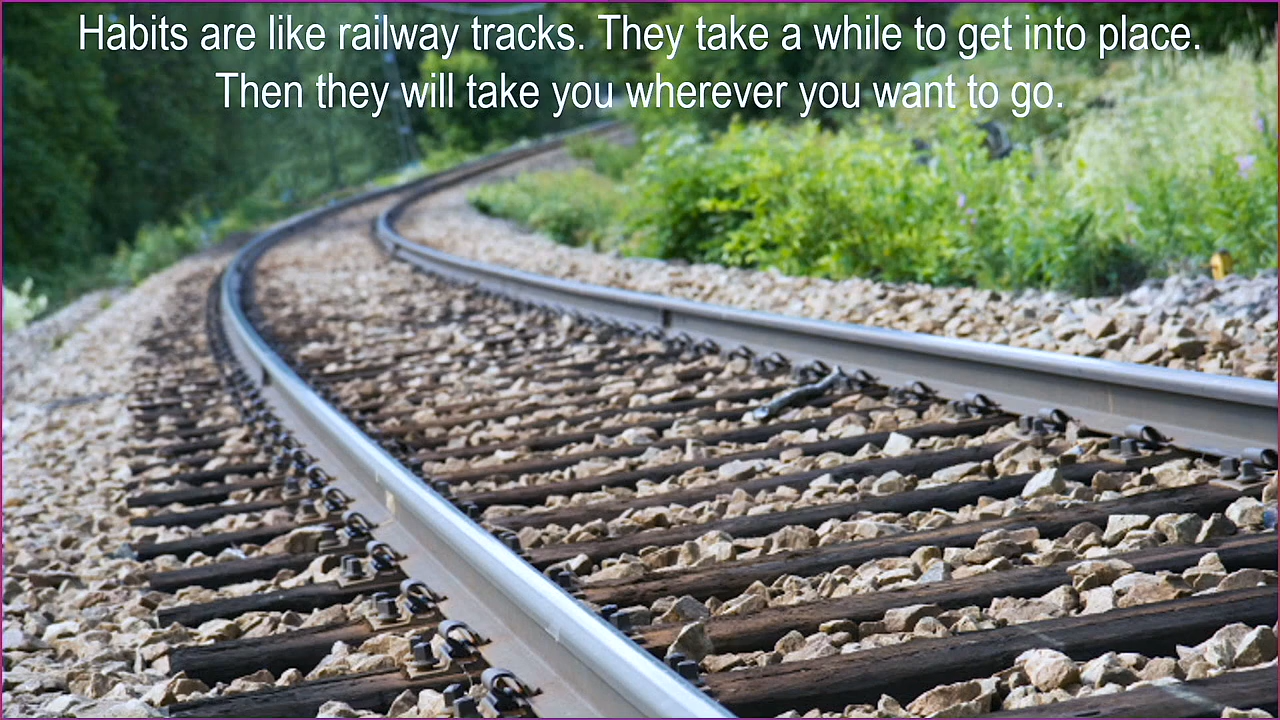 Habits are like railway tracks. They take a while to get into place.
Then they will take you wherever you want to go.